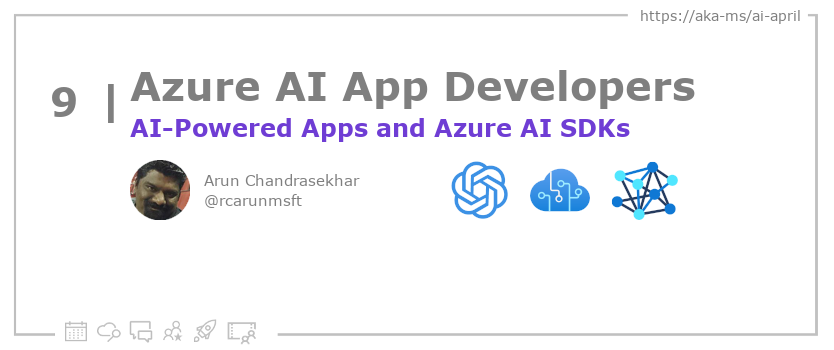 https://aka-ms/ai-april
9 | Azure AI App Developers
AI-Powered Apps and Azure AI SDKs
Arun Chandrasekhar
@rcarunmsft